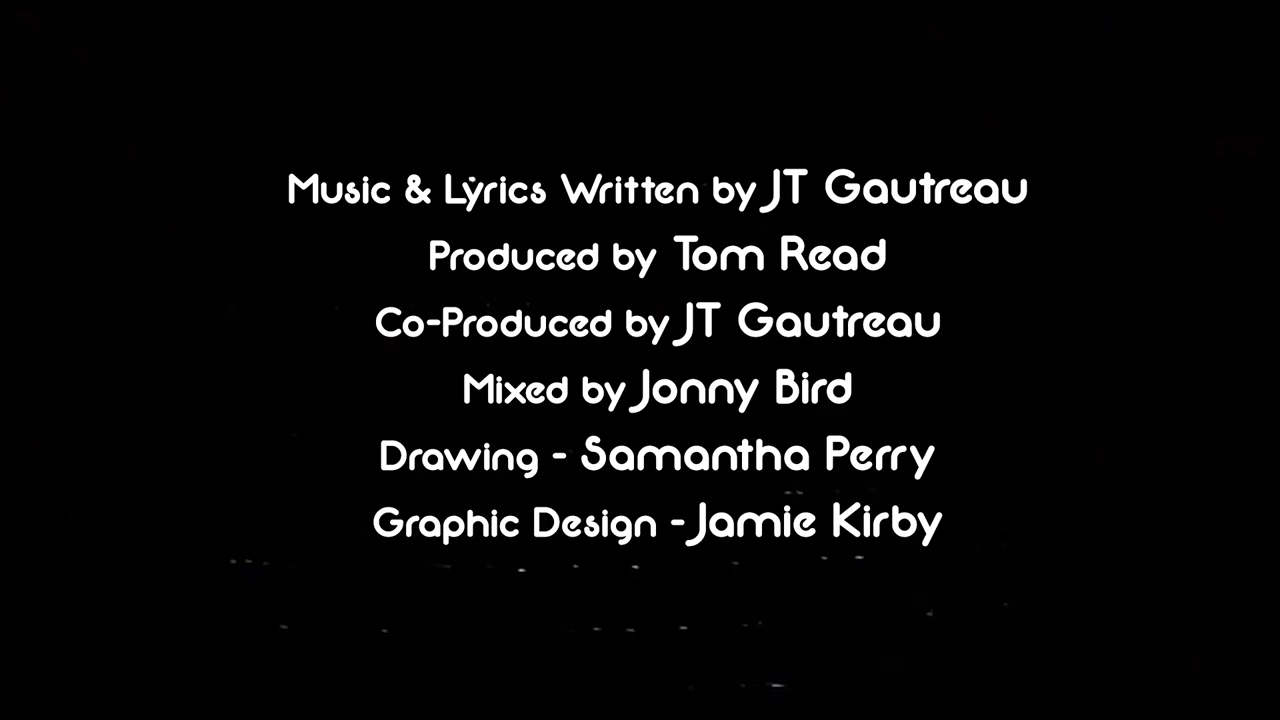 Music & Lyrics Written by JT Gautreau
Produced by Tom Read
Co-Produced by JT Gautreau
Mixed by Jonny Bird
Drawing - Samantha Perry
Graphic Design - Jamie Kirby